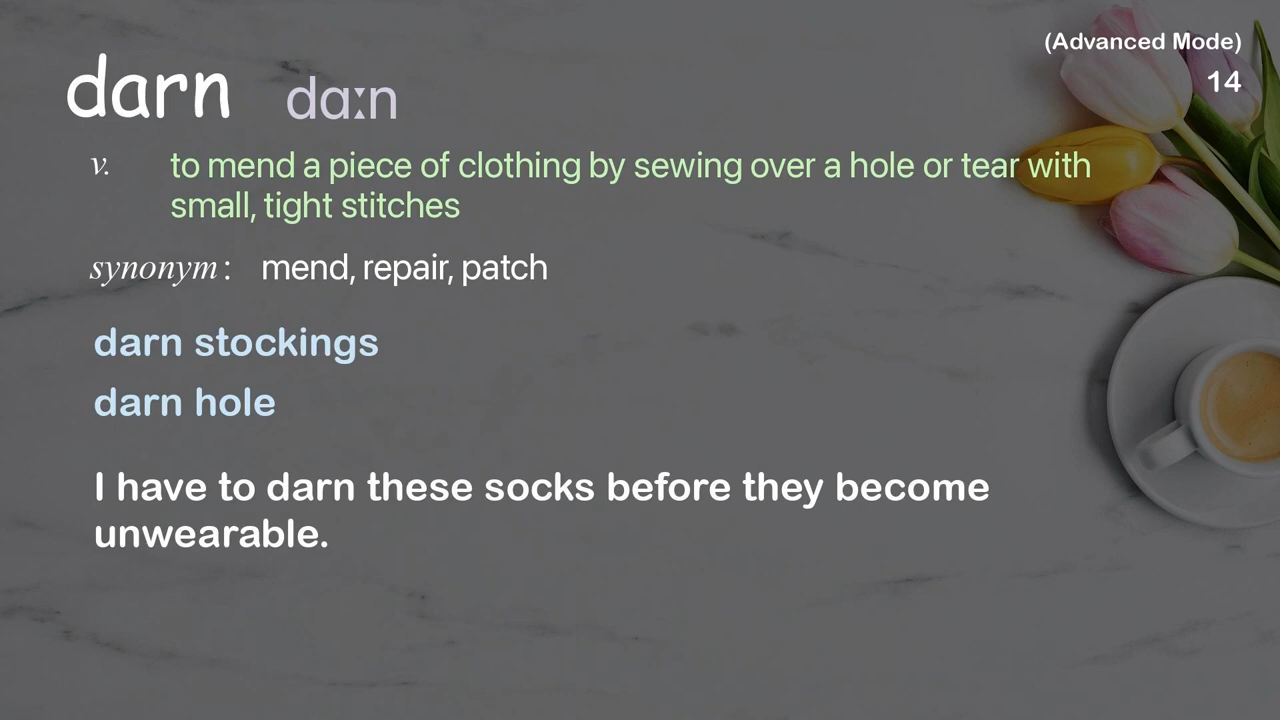 (Advanced Mode)
14
darn dɑːn
v. to mend a piece of clothing by sewing over a hole or tear with
small, tight stitches
synonym: mend, repair, patch
darn stockings
darn hole
I have to darn these socks before they become
unwearable.